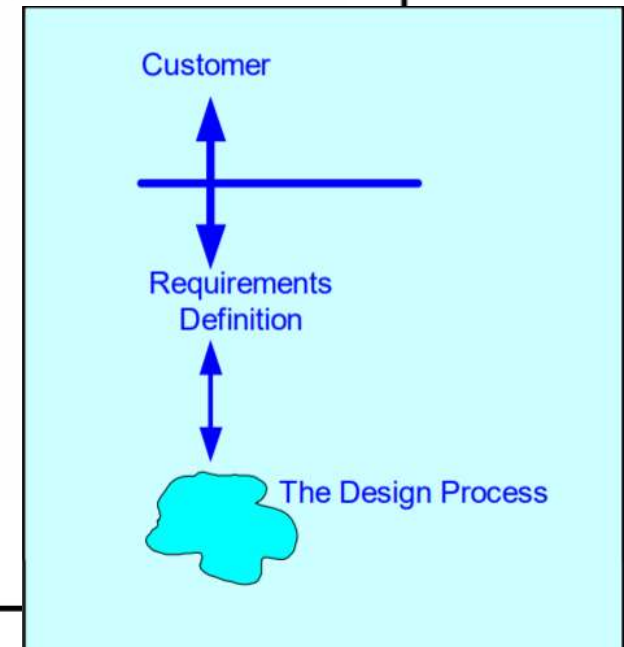 Customer
Requirements
Definition
The Design Process